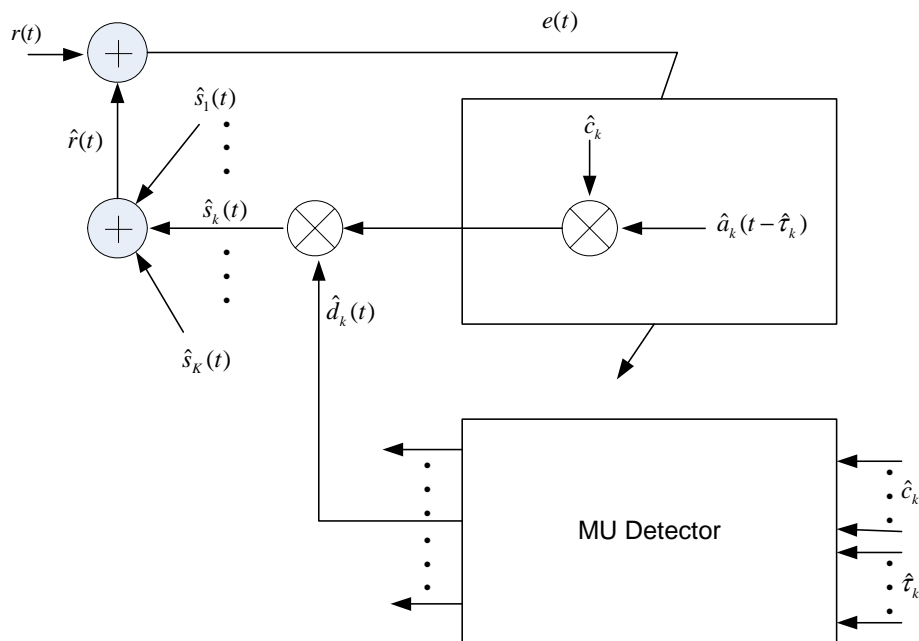 e(t)
r(t)
+
ŝ₁(t)
ĉₖ
r̂(t)
ŝₖ(t)
+
âₖ(t−τ̂ₖ)
d̂ₖ(t)
ŝ_K(t)
ĉₖ
MU Detector
τ̂ₖ